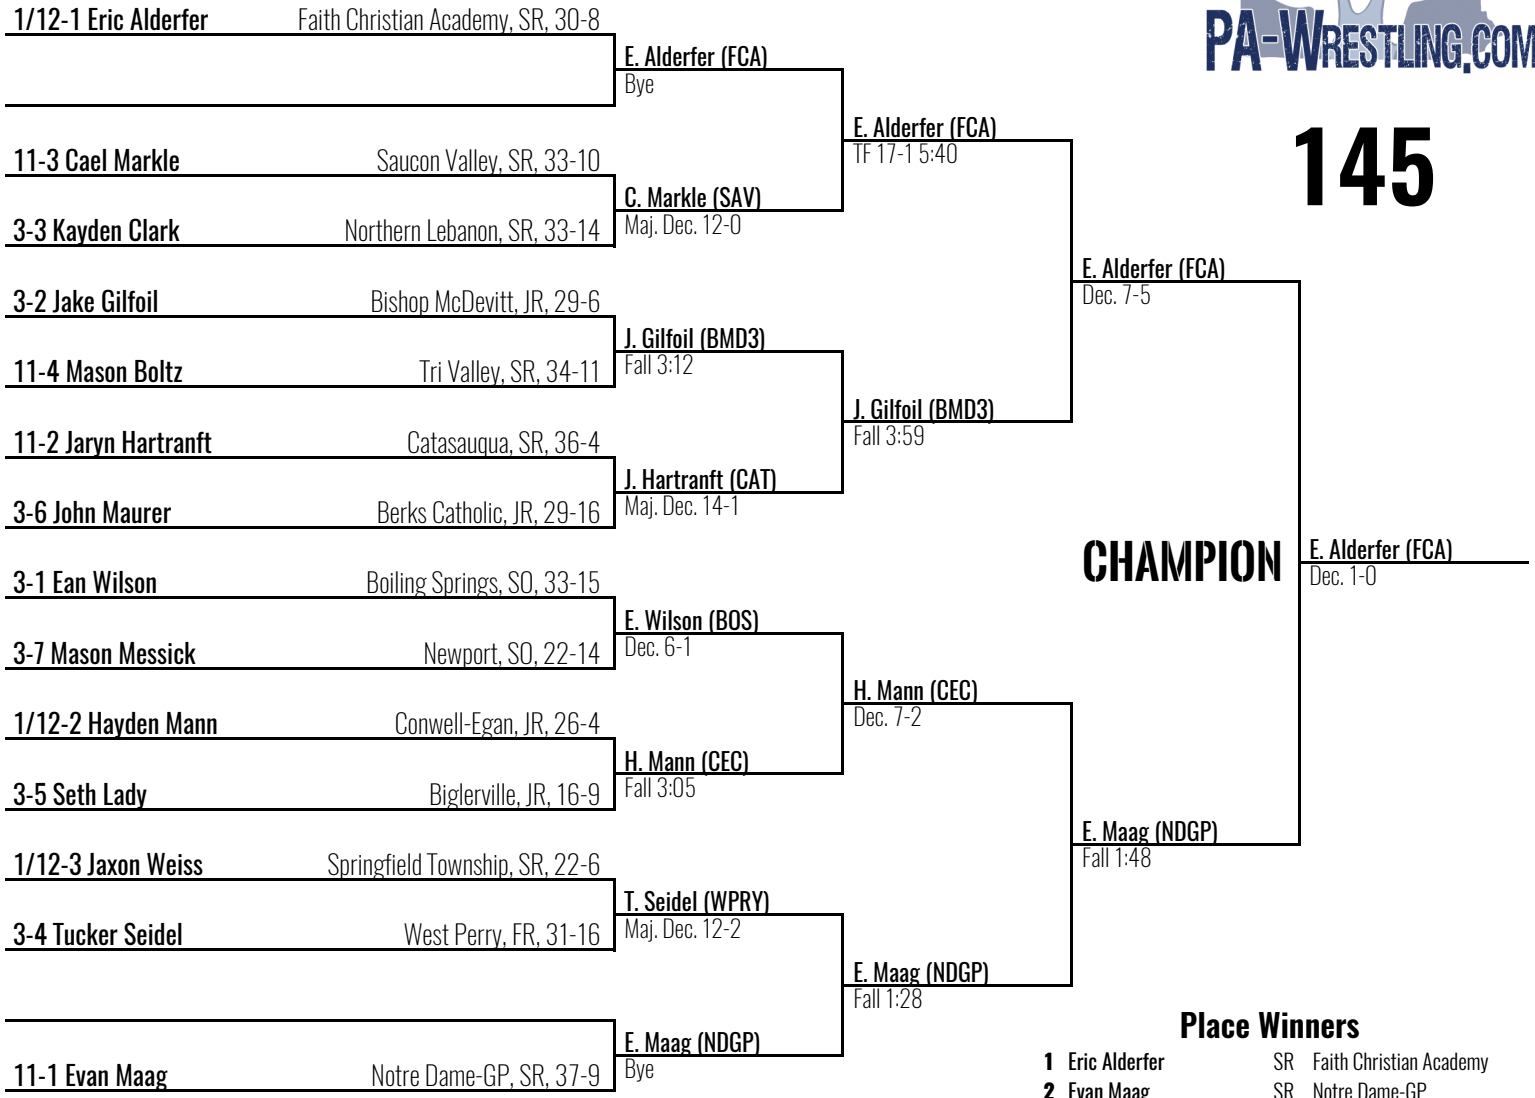 PA-WRESTLING.COM
145
1/12-1 Eric Alderfer Faith Christian Academy, SR, 30-8
E. Alderfer (FCA)
Bye
11-3 Cael Markle Saucon Valley, SR, 33-10
3-3 Kayden Clark Northern Lebanon, SR, 33-14
C. Markle (SAV)
Maj. Dec. 12-0
E. Alderfer (FCA)
TF 17-1 5:40
3-2 Jake Gilfoil Bishop McDevitt, JR, 29-6
11-4 Mason Boltz Tri Valley, SR, 34-11
J. Gilfoil (BMD3)
Fall 3:12
11-2 Jaryn Hartranft Catasauqua, SR, 36-4
3-6 John Maurer Berks Catholic, JR, 29-16
J. Hartranft (CAT)
Maj. Dec. 14-1
J. Gilfoil (BMD3)
Fall 3:59
E. Alderfer (FCA)
Dec. 7-5
3-1 Ean Wilson Boiling Springs, SO, 33-15
3-7 Mason Messick Newport, SO, 22-14
E. Wilson (BOS)
Dec. 6-1
1/12-2 Hayden Mann Conwell-Egan, JR, 26-4
3-5 Seth Lady Biglerville, JR, 16-9
H. Mann (CEC)
Fall 3:05
H. Mann (CEC)
Dec. 7-2
1/12-3 Jaxon Weiss Springfield Township, SR, 22-6
3-4 Tucker Seidel West Perry, FR, 31-16
T. Seidel (WPRY)
Maj. Dec. 12-2
11-1 Evan Maag Notre Dame-GP, SR, 37-9
E. Maag (NDGP)
Bye
E. Maag (NDGP)
Fall 1:28
E. Maag (NDGP)
Fall 1:48
CHAMPION
E. Alderfer (FCA)
Dec. 1-0
Place Winners
1 Eric Alderfer SR Faith Christian Academy
2 Evan Maag SR Notre Dame-GP